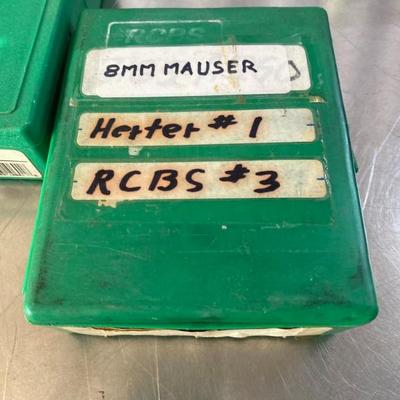 RCBS
8MM MAUSER
Herter # 1
RCBS # 3